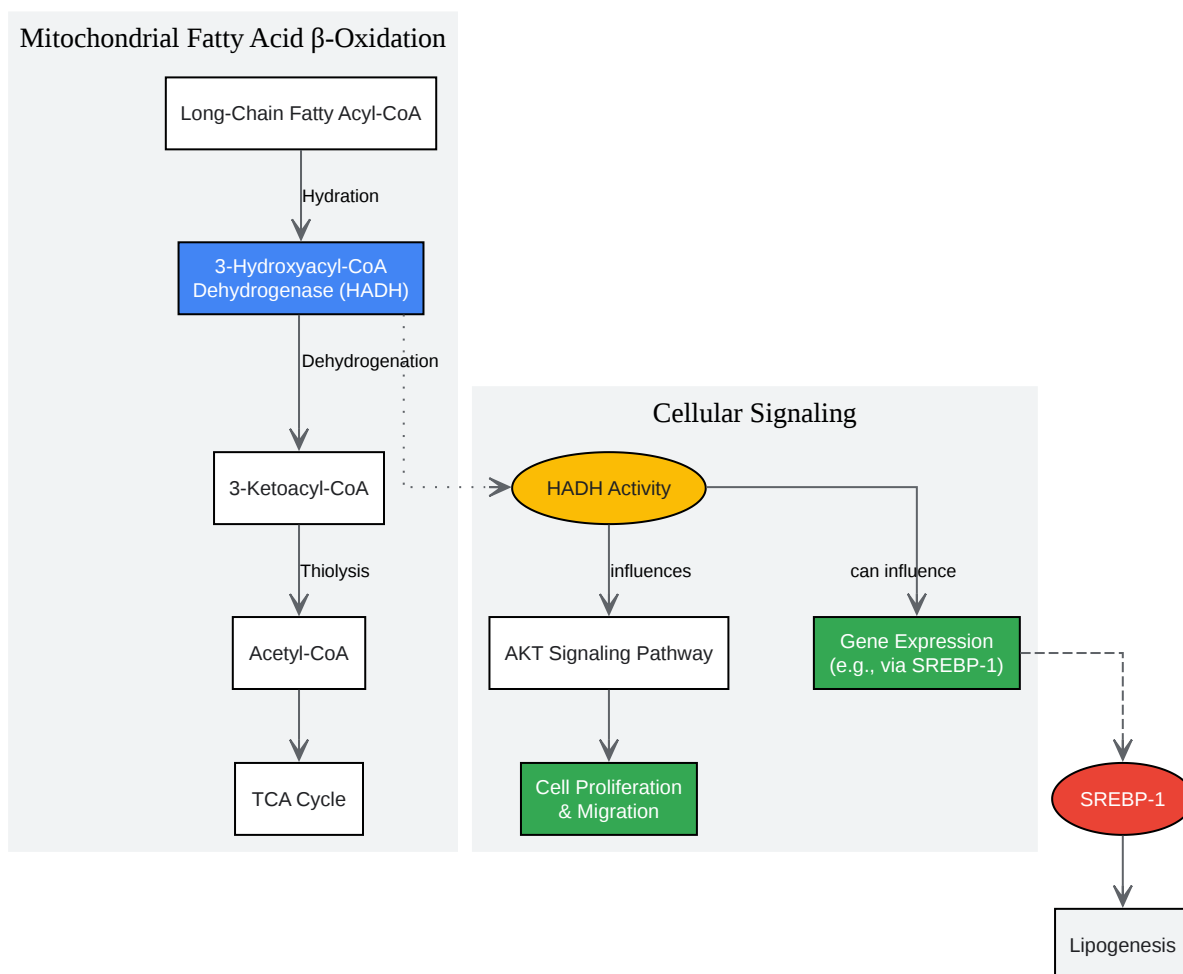 Mitochondrial Fatty Acid β-Oxidation
Long-Chain Fatty Acyl-CoA
Hydration
3-Hydroxyacyl-CoA
Dehydrogenase (HADH)
Dehydrogenation
3-Ketoacyl-CoA
Thiolysis
Acetyl-CoA
TCA Cycle
Cellular Signaling
HADH Activity
influences
can influence
AKT Signaling Pathway
Gene Expression
(e.g., via SREBP-1)
Cell Proliferation
& Migration
SREBP-1
Lipogenesis